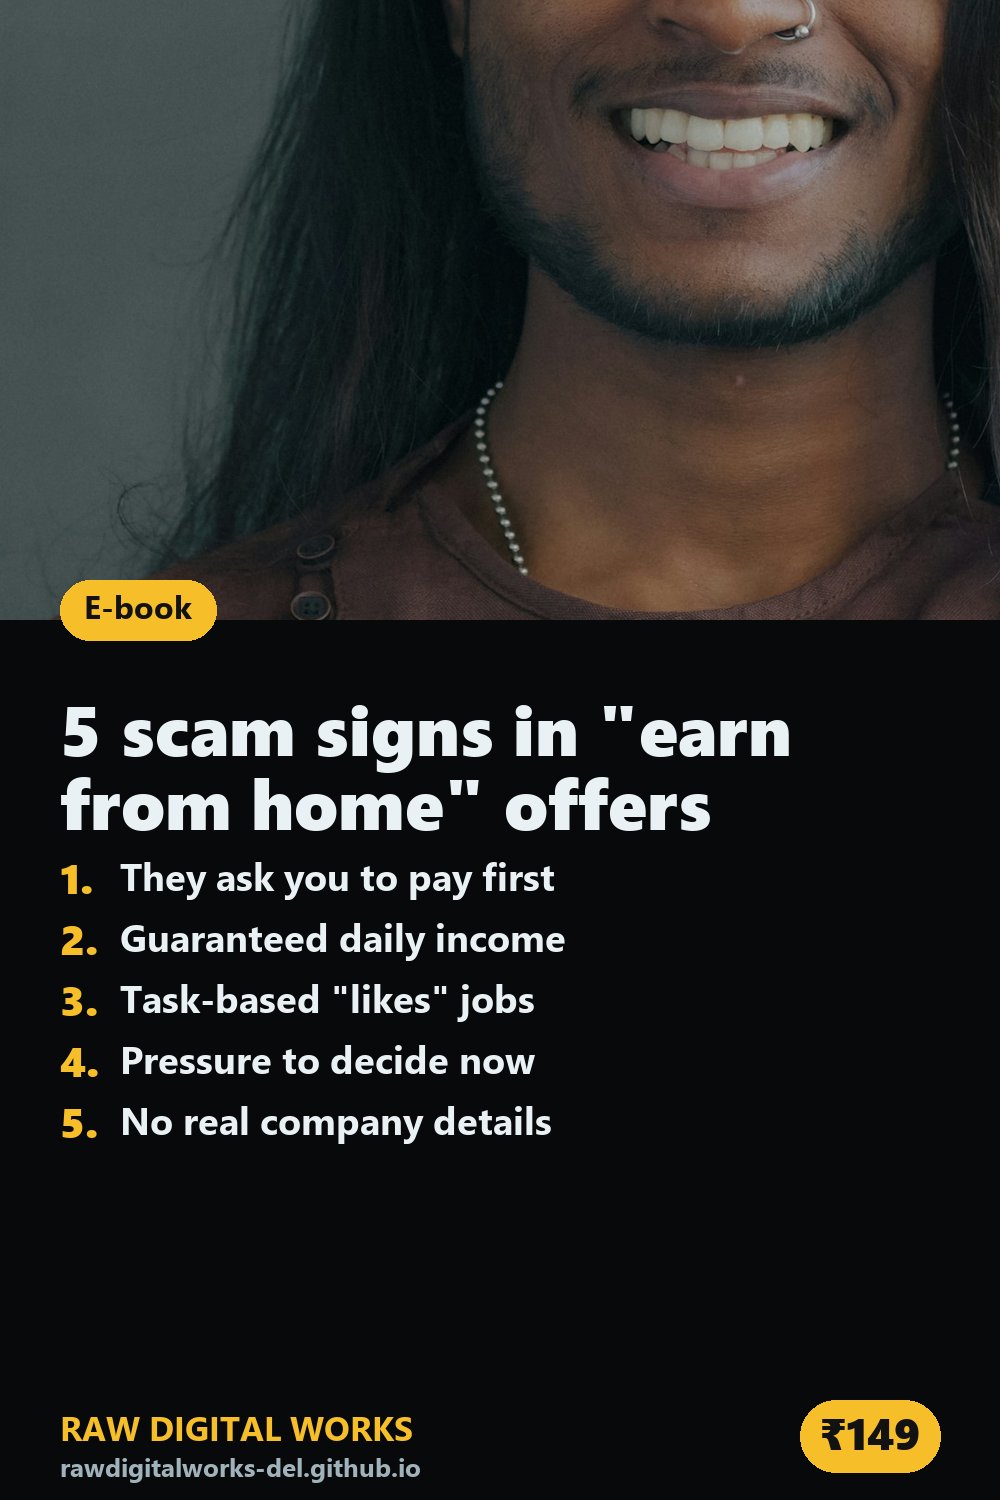 E-book
5 scam signs in "earn
from home" offers
1. They ask you to pay first
2. Guaranteed daily income
3. Task-based "likes" jobs
4. Pressure to decide now
5. No real company details
RAW DIGITAL WORKS
rawdigitalworks-del.github.io
₹149